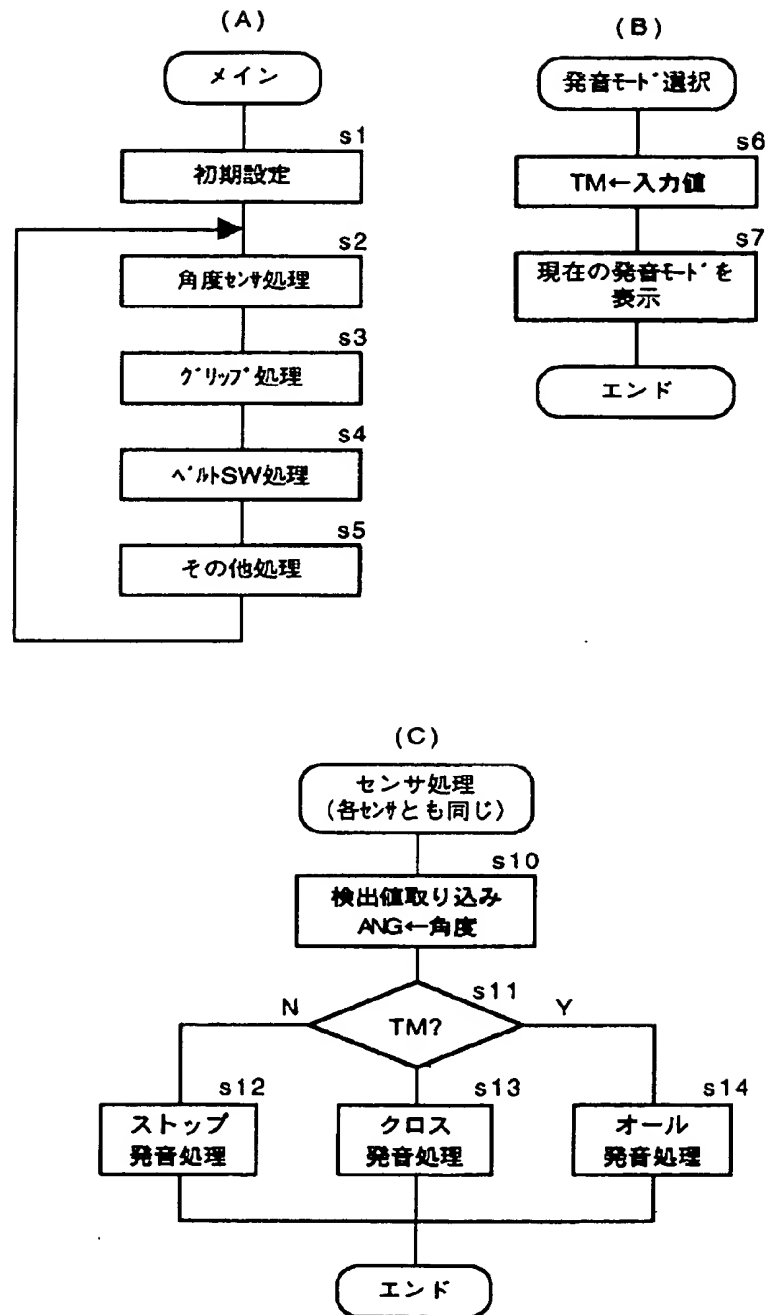 (A)
メイン
s1
初期設定
s2
角度ｾﾝｻ処理
s3
ｸﾞﾘｯﾌﾟ処理
s4
ﾍﾞﾙﾄSW処理
s5
その他処理
(B)
発音ﾓｰﾄﾞ選択
s6
TM←入力値
s7
現在の発音ﾓｰﾄﾞを
表示
エンド
(C)
センサ処理
(各ｾﾝｻとも同じ)
s10
検出値取り込み
ANG←角度
s11
N
TM?
Y
s12
ストップ
発音処理
s13
クロス
発音処理
s14
オール
発音処理
エンド